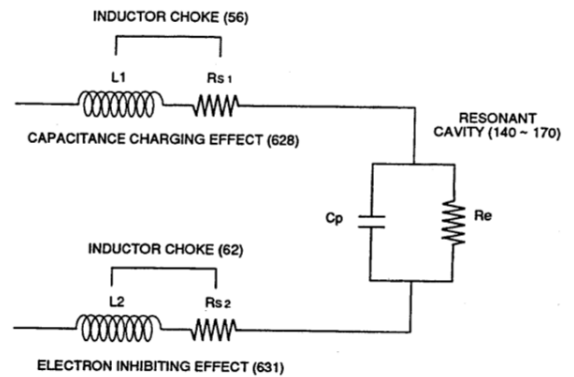 INDUCTOR CHOKE (56)
L1 Rs1
CAPACITANCE CHARGING EFFECT (628)
RESONANT
CAVITY (140 ~ 170)
Cp Re
INDUCTOR CHOKE (62)
L2 Rs2
ELECTRON INHIBITING EFFECT (631)